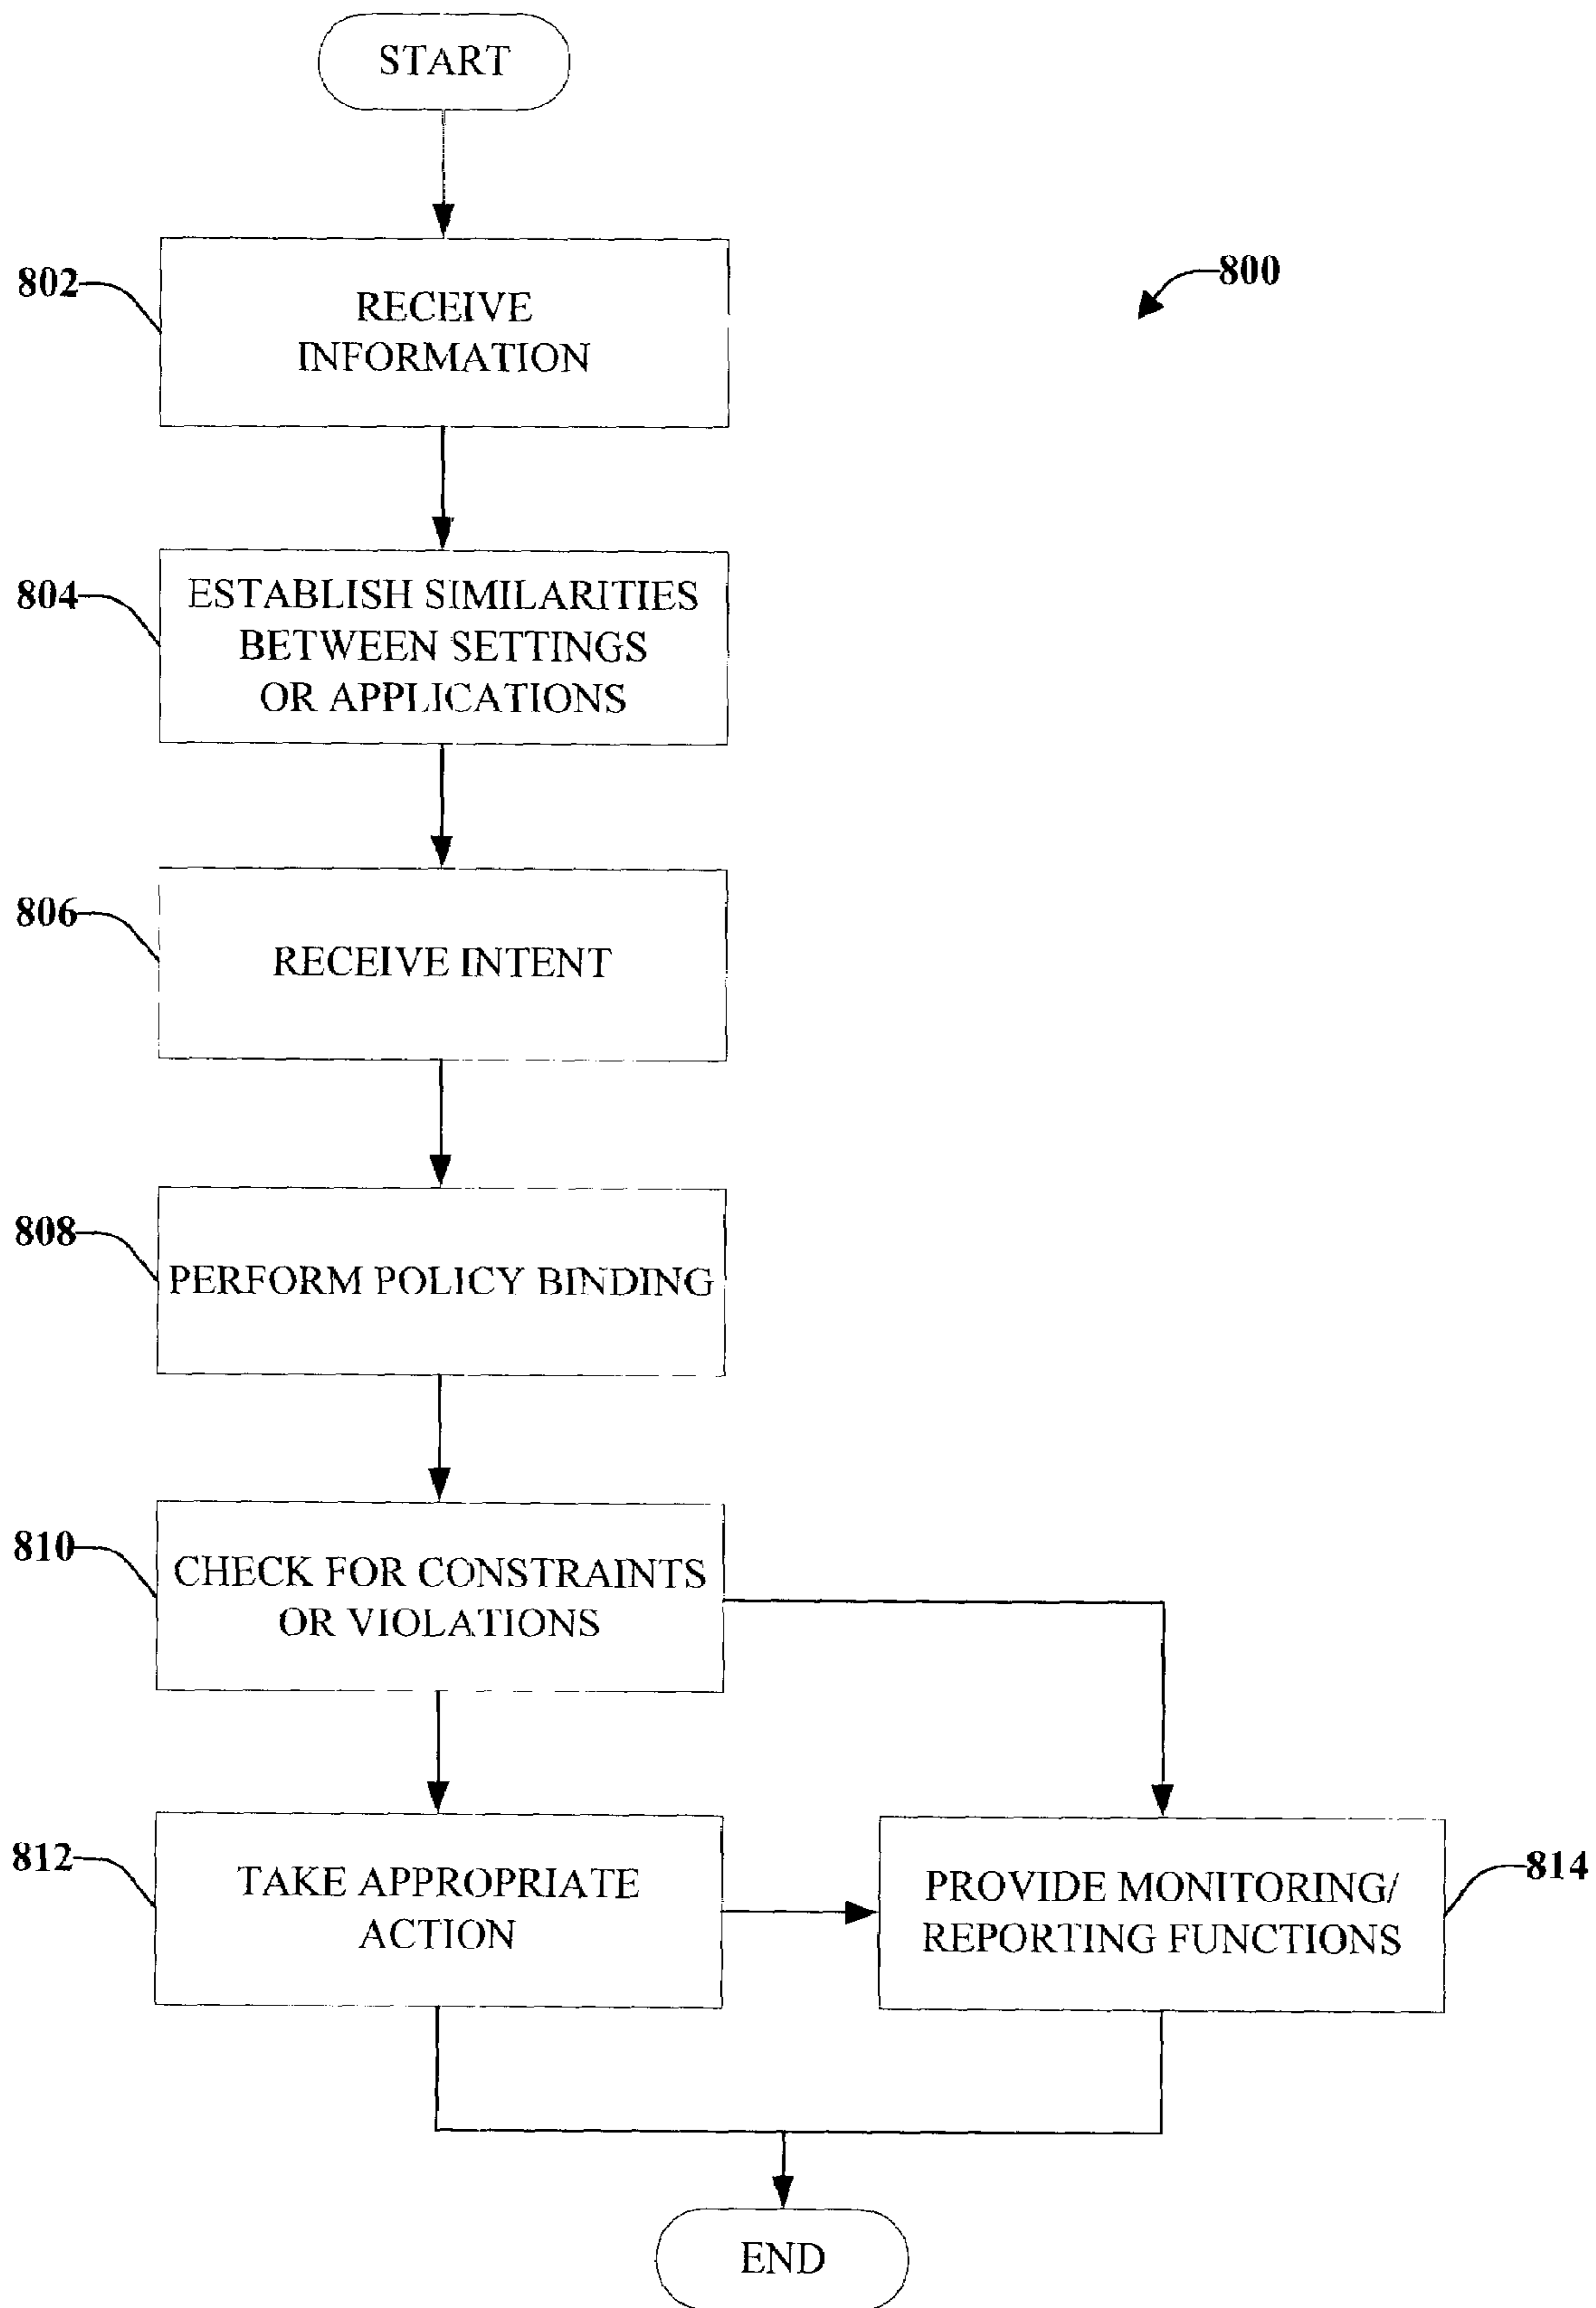 START
802
RECEIVE
INFORMATION
800
804
ESTABLISH SIMILARITIES
BETWEEN SETTINGS
OR APPLICATIONS
806
RECEIVE INTENT
808
PERFORM POLICY BINDING
810
CHECK FOR CONSTRAINTS
OR VIOLATIONS
812
TAKE APPROPRIATE
ACTION
PROVIDE MONITORING/
REPORTING FUNCTIONS
814
END